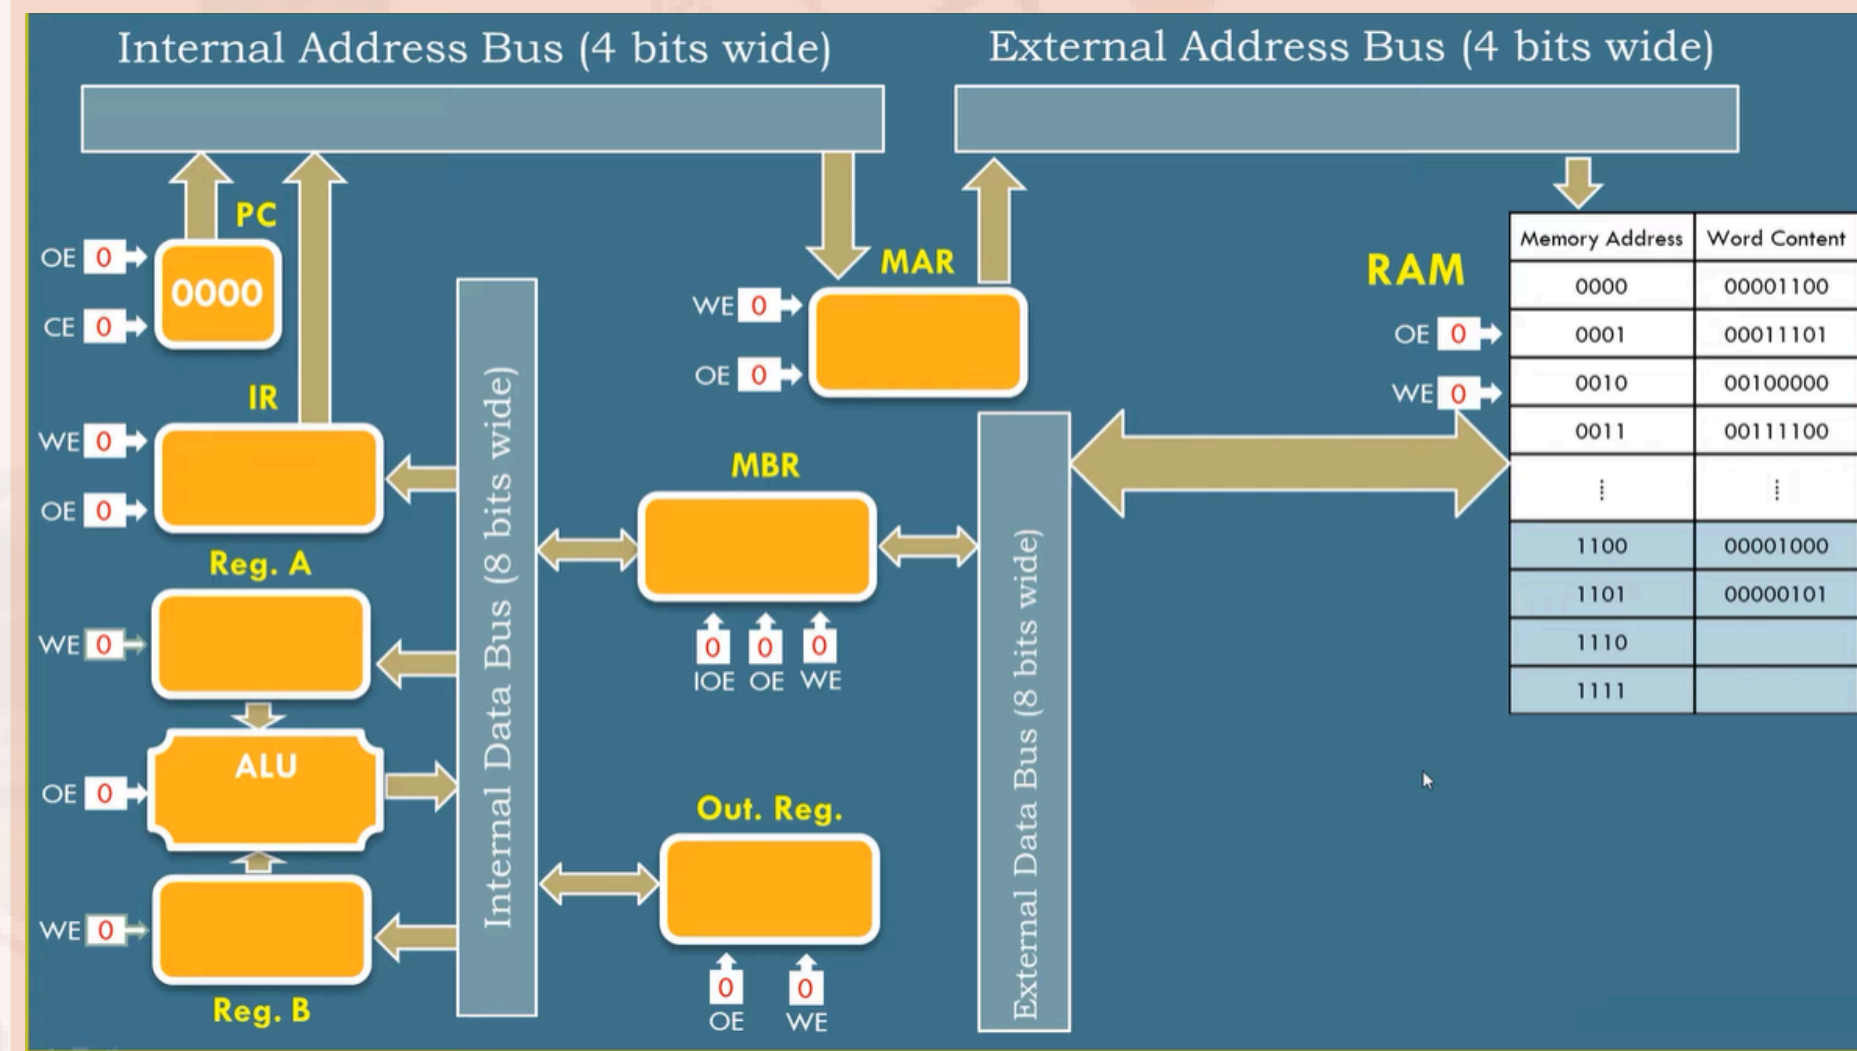 Internal Address Bus (4 bits wide)
External Address Bus (4 bits wide)
PC
OE 0
0000
CE 0
IR
WE 0
OE 0
Reg. A
WE 0
ALU
OE 0
WE 0
Reg. B
Internal Data Bus (8 bits wide)
MAR
WE 0
OE 0
MBR
0 0 0
IOE OE WE
Out. Reg.
0 0
OE WE
External Data Bus (8 bits wide)
RAM
OE 0
WE 0
Memory Address Word Content
0000 00001100
0001 00011101
0010 00100000
0011 00111100
⁞ ⁞
1100 00001000
1101 00000101
1110
1111